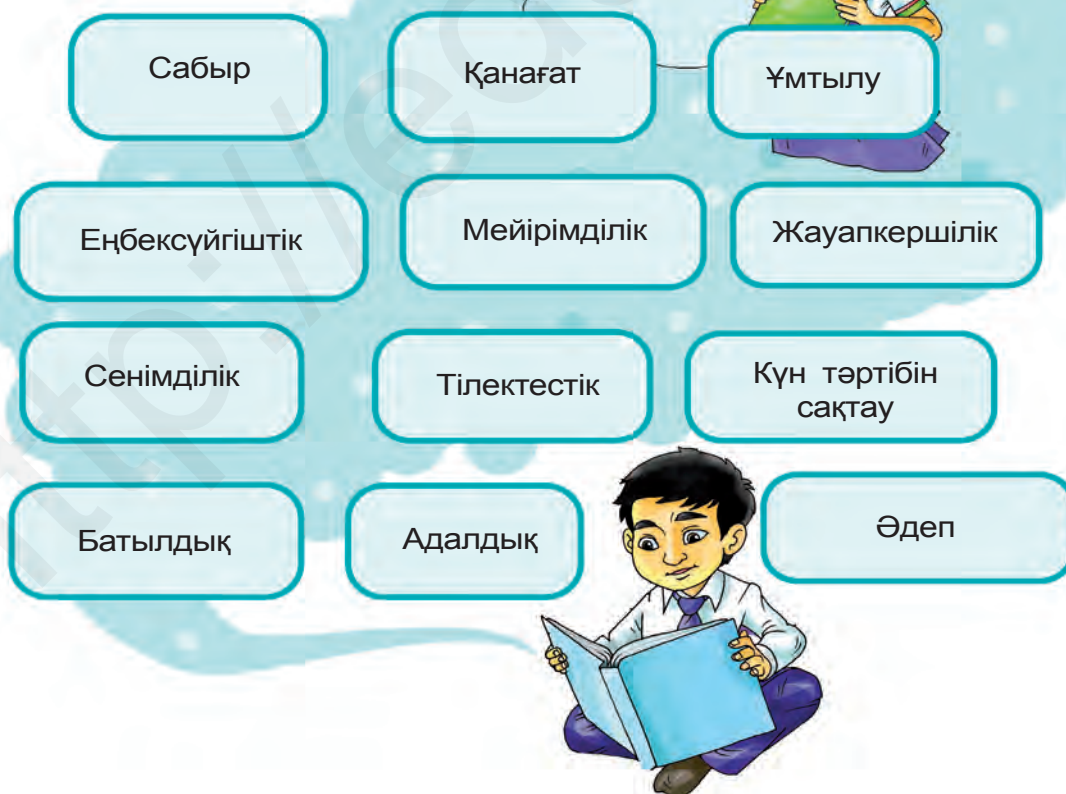 Сабыр
Қанағат
Ұмтылу
Еңбексүйгіштік
Мейірімділік
Жауапкершілік
Сенімділік
Тілектестік
Күн тәртібін
сақтау
Батылдық
Адалдық
Әдеп